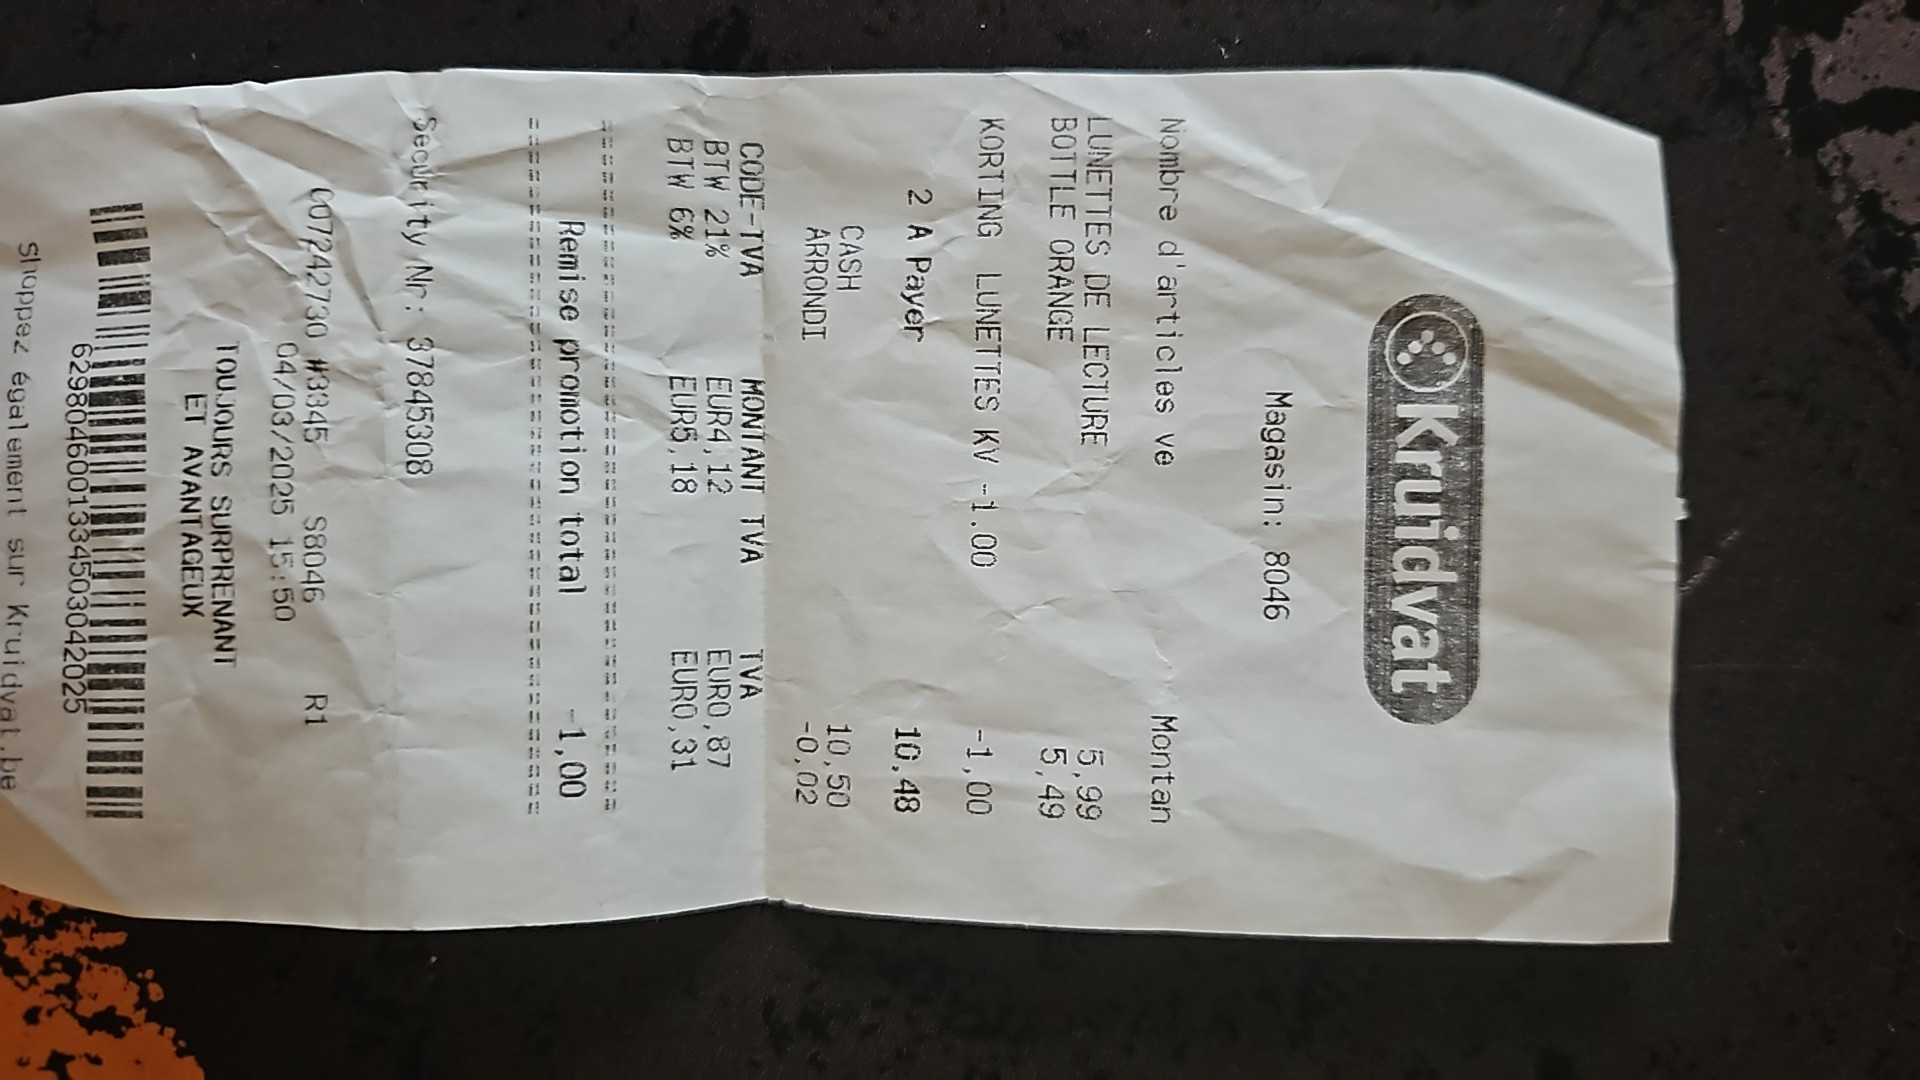 Kruidvat
Magasin: 8046
Nombre d'articles ve Montan
LUNETTES DE LECTURE 5,99
BOTTLE ORANGE 5,49
KORTING LUNETTES KV -1.00 -1,00
2 A Payer 10,48
CASH 10,50
ARRONDI -0,02
CODE-TVA MONTANT TVA TVA
BTW 21% EUR4,12 EUR0,87
BTW 6% EUR5,18 EUR0,31
Remise promotion total -1,00
Security Nr: 37845308
007242730 #3345 S8046 R1
04/03/2025 15:50
TOUJOURS SURPRENANT
ET AVANTAGEUX
6298046001334503042025
Shoppez également sur Kruidvat.be